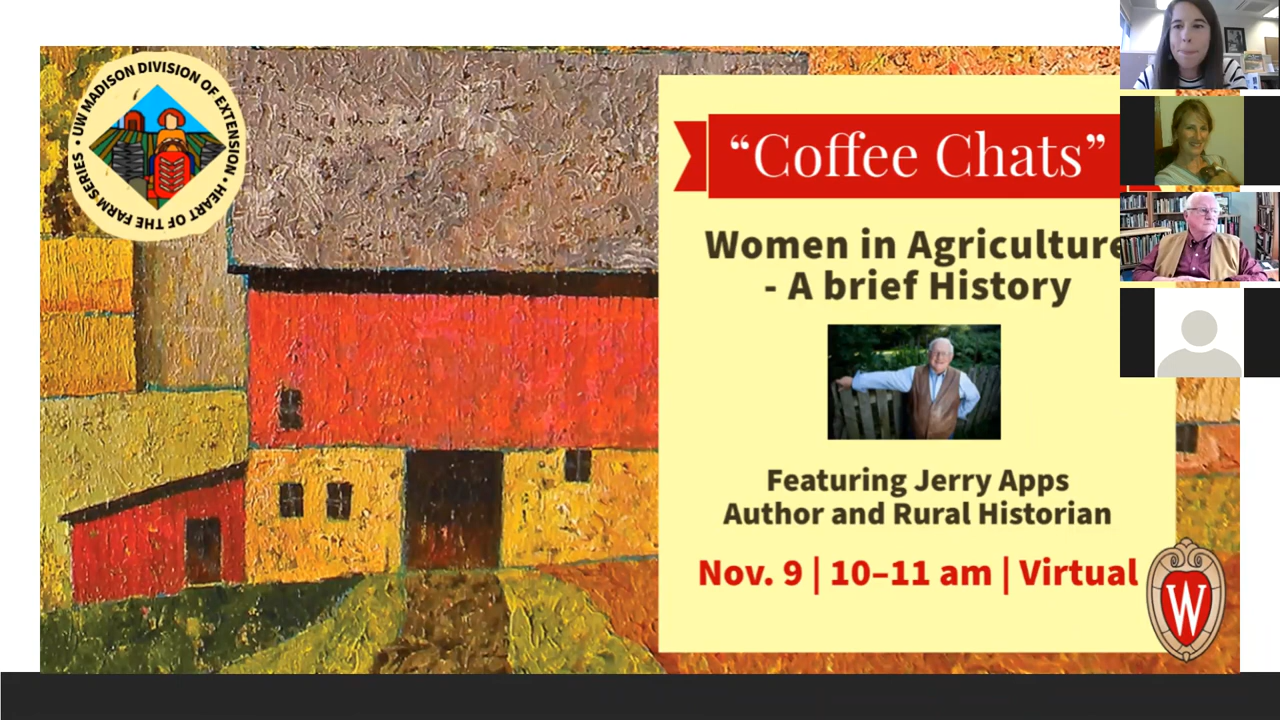 • UW MADISON DIVISION OF EXTENSION • HEART OF THE FARM SERIES
“Coffee Chats”
Women in Agriculture
- A brief History
Featuring Jerry Apps
Author and Rural Historian
Nov. 9 | 10–11 am | Virtual
W